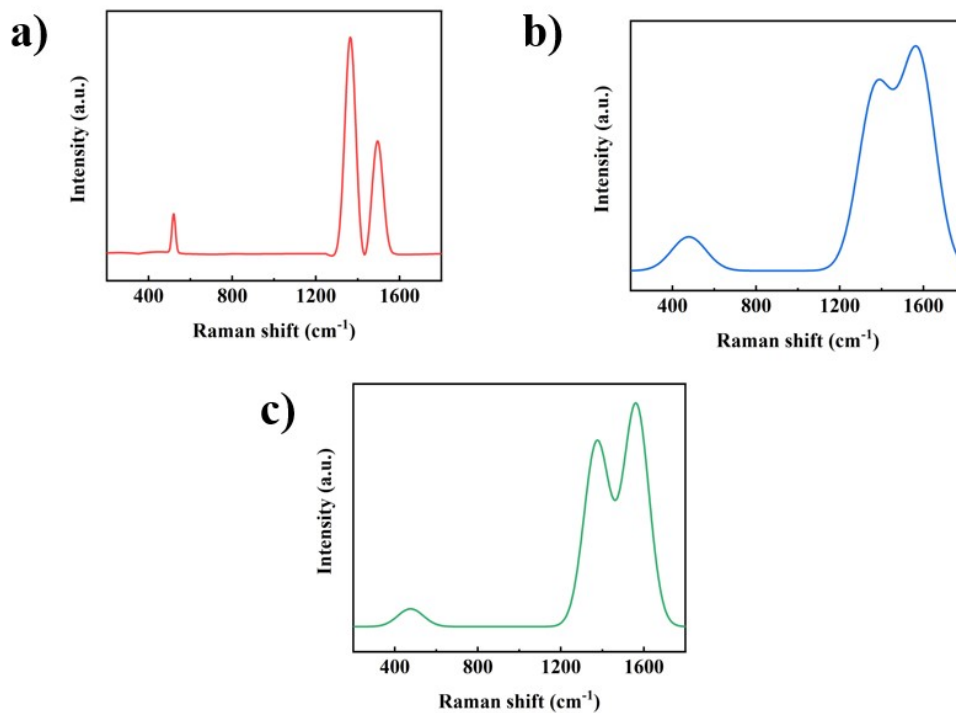 a)
Intensity (a.u.)
400 800 1200 1600
Raman shift (cm⁻¹)
b)
Intensity (a.u.)
400 800 1200 1600
Raman shift (cm⁻¹)
c)
Intensity (a.u.)
400 800 1200 1600
Raman shift (cm⁻¹)